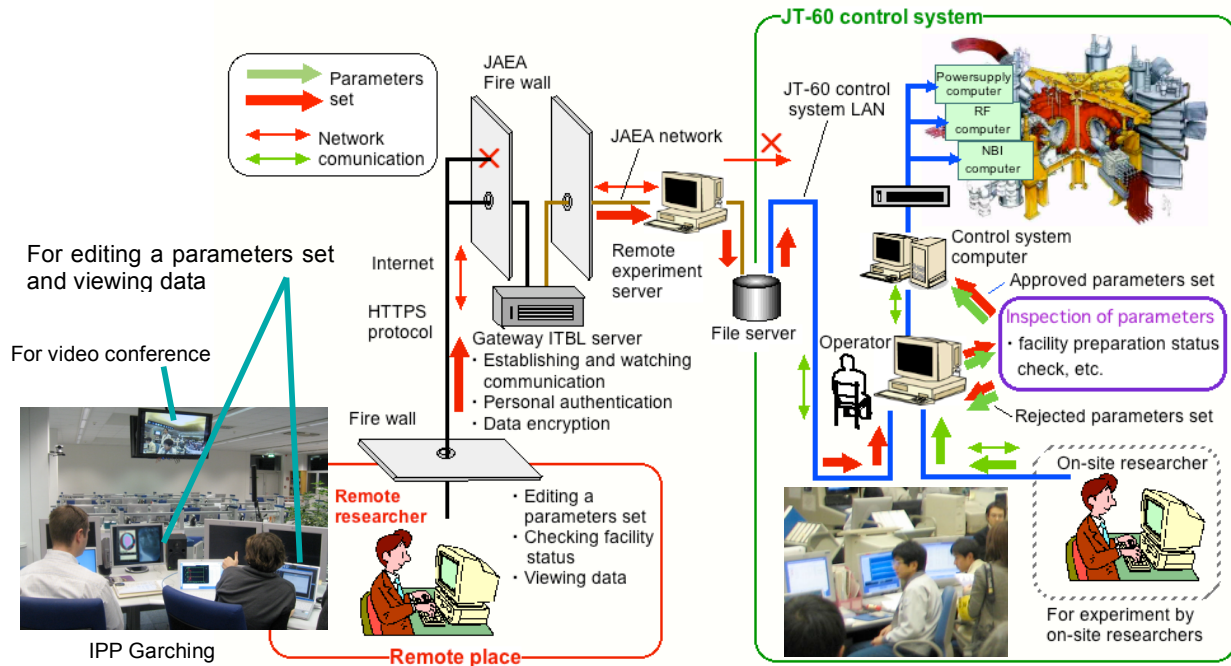 JT-60 control system
Parameters
set
Network
comunication
JAEA
Fire wall
JAEA network
JT-60 control
system LAN
Powersupply
computer
RF
computer
NBI
computer
For editing a parameters set
and viewing data
For video conference
Internet
HTTPS
protocol
Remote
experiment
server
File server
Control system
computer
Approved parameters set
Inspection of parameters
・facility preparation status
check, etc.
Operator
Rejected parameters set
Gateway ITBL server
・Establishing and watching
communication
・Personal authentication
・Data encryption
Fire wall
Remote
researcher
・Editing a
parameters set
・Checking facility
status
・Viewing data
On-site researcher
For experiment by
on-site researchers
IPP Garching
Remote place